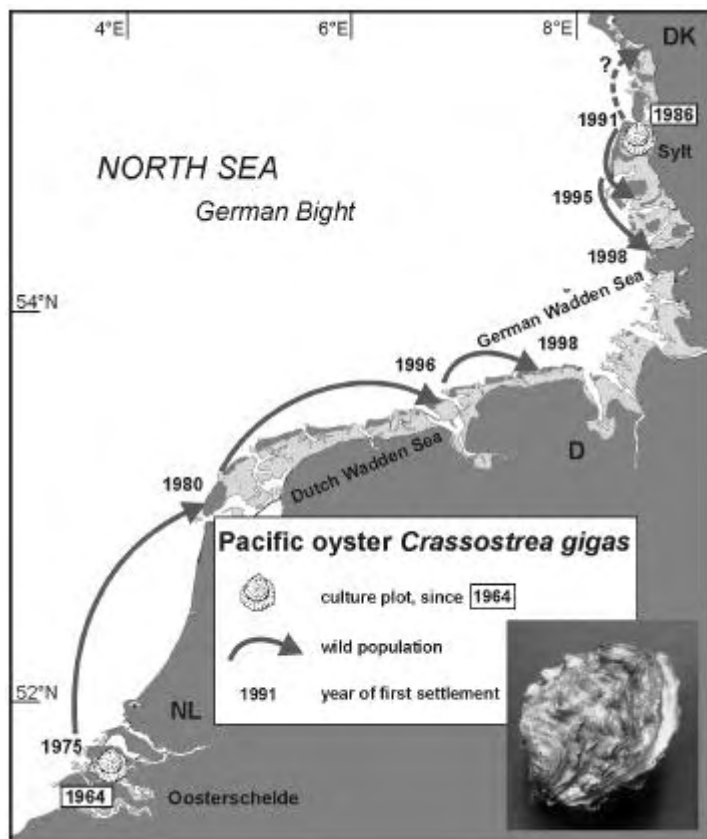 4°E
6°E
8°E
DK
?
1991
1986
Sylt
NORTH SEA
German Bight
1995
1998
54°N
German Wadden Sea
1996
1998
D
Dutch Wadden Sea
1980
Pacific oyster Crassostrea gigas
culture plot, since 1964
wild population
1991 year of first settlement
52°N
NL
1975
1964
Oosterschelde